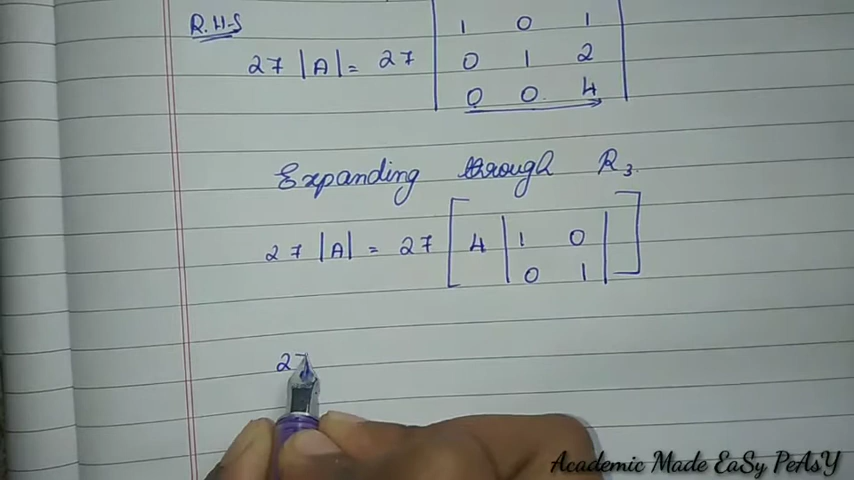 R.H.S
1 0 1
27 |A| = 27 | 0 1 2 |
0 0 4
Expanding through R₃.
27 |A| = 27 [ 4 | 1 0 | ]
0 1
27
Academic Made EaSy PeAsY